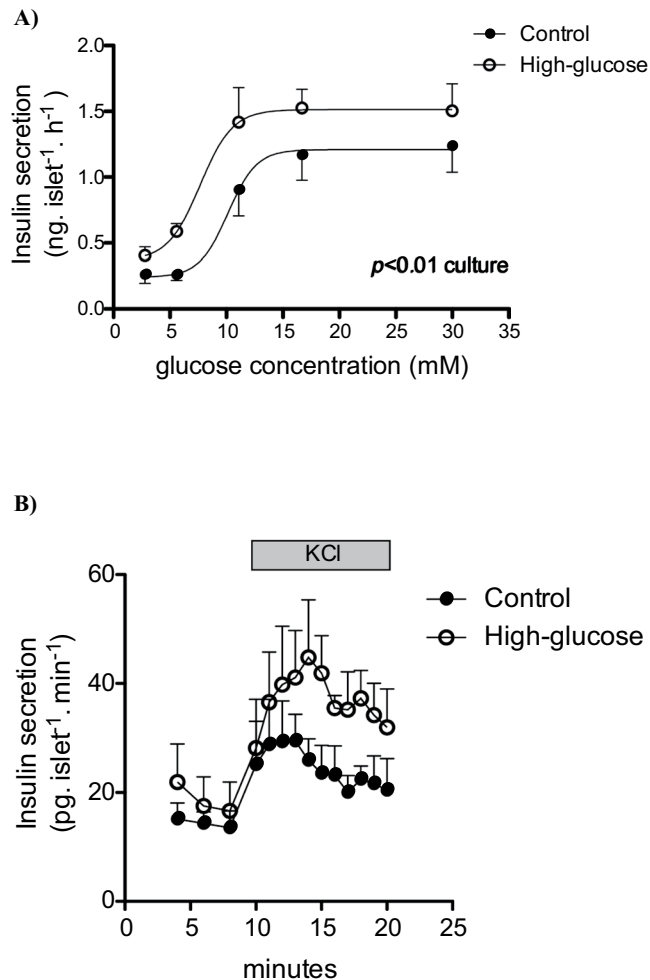 A)
Control
High-glucose
2.0
1.5
1.0
0.5
0.0
Insulin secretion
(ng. islet⁻¹. h⁻¹)
p<0.01 culture
0 5 10 15 20 25 30 35
glucose concentration (mM)
B)
KCl
Control
High-glucose
60
40
20
0
Insulin secretion
(pg. islet⁻¹. min⁻¹)
0 5 10 15 20 25
minutes